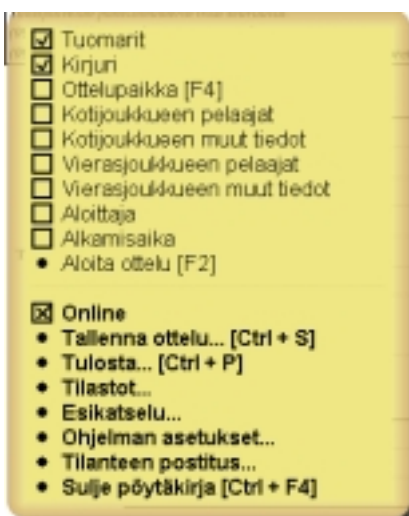 Tuomarit
Kirjuri
Ottelupaikka [F4]
Kotijoukkueen pelaajat
Kotijoukkueen muut tiedot
Vierasjoukkueen pelaajat
Vierasjoukkueen muut tiedot
Aloittaja
Alkamisaika
• Aloita ottelu [F2]
Online
• Tallenna ottelu... [Ctrl + S]
• Tulosta... [Ctrl + P]
• Tilastot...
• Esikatselu...
• Ohjelman asetukset...
• Tilanteen postitus...
• Sulje pöytäkirja [Ctrl + F4]